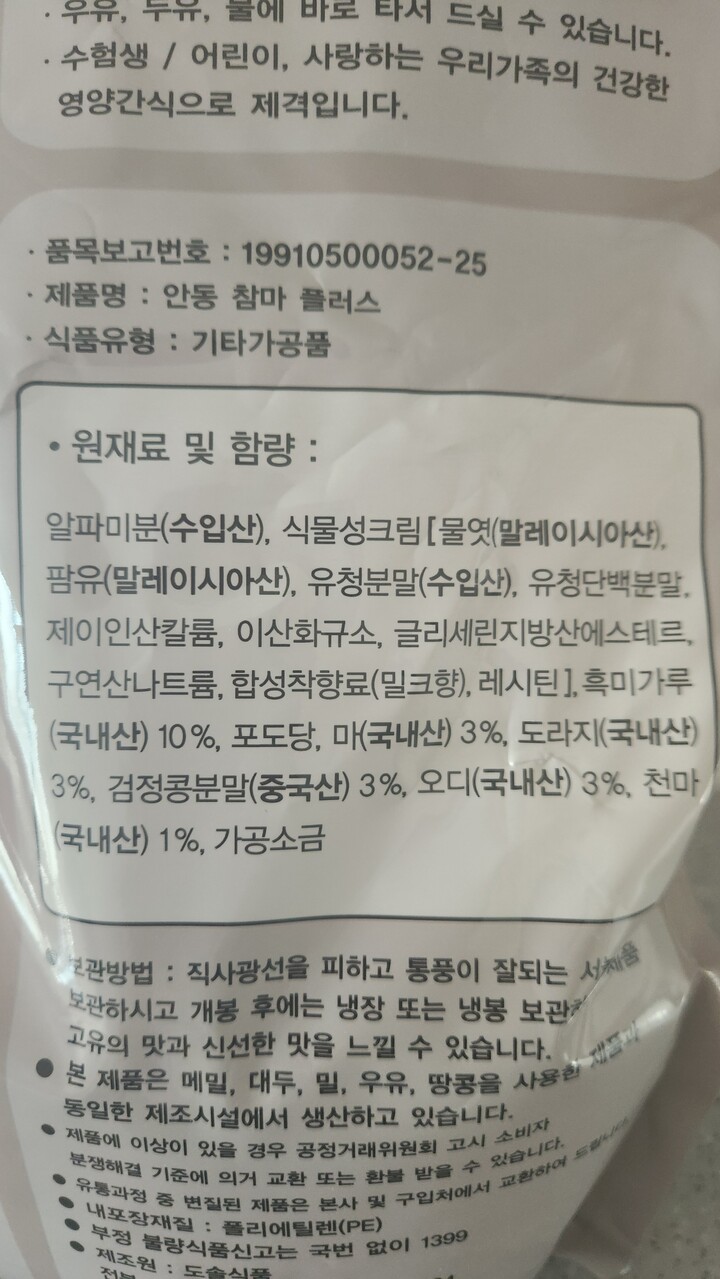 · 우유, 두유, 물에 바로 타서 드실 수 있습니다.
· 수험생 / 어린이, 사랑하는 우리가족의 건강한
영양간식으로 제격입니다.
· 품목보고번호 : 19910500052-25
· 제품명 : 안동 참마 플러스
· 식품유형 : 기타가공품
• 원재료 및 함량 :
알파미분(수입산), 식물성크림[물엿(말레이시아산),
팜유(말레이시아산), 유청분말(수입산), 유청단백분말,
제이인산칼륨, 이산화규소, 글리세린지방산에스테르,
구연산나트륨, 합성착향료(밀크향), 레시틴], 흑미가루
(국내산) 10%, 포도당, 마(국내산) 3%, 도라지(국내산)
3%, 검정콩분말(중국산) 3%, 오디(국내산) 3%, 천마
(국내산) 1%, 가공소금
● 보관방법 : 직사광선을 피하고 통풍이 잘되는
보관하시고 개봉 후에는 냉장 또는 냉봉
고유의 맛과 신선한 맛을 느낄 수 있습니다.
● 본 제품은 메밀, 대두, 밀, 우유, 땅콩을 사용한 제품과
동일한 제조시설에서 생산하고 있습니다.
● 제품에 이상이 있을 경우 공정거래위원회 고시 소비자
분쟁해결 기준에 의거 교환 또는 환불 받을 수 있습니다.
● 유통과정 중 변질된 제품은 본사 및 구입처에서 교환하여 드립니다.
● 내포장재질 : 폴리에틸렌(PE)
● 부정 불량식품신고는 국번 없이 1399
● 제조원 : 도솔식품